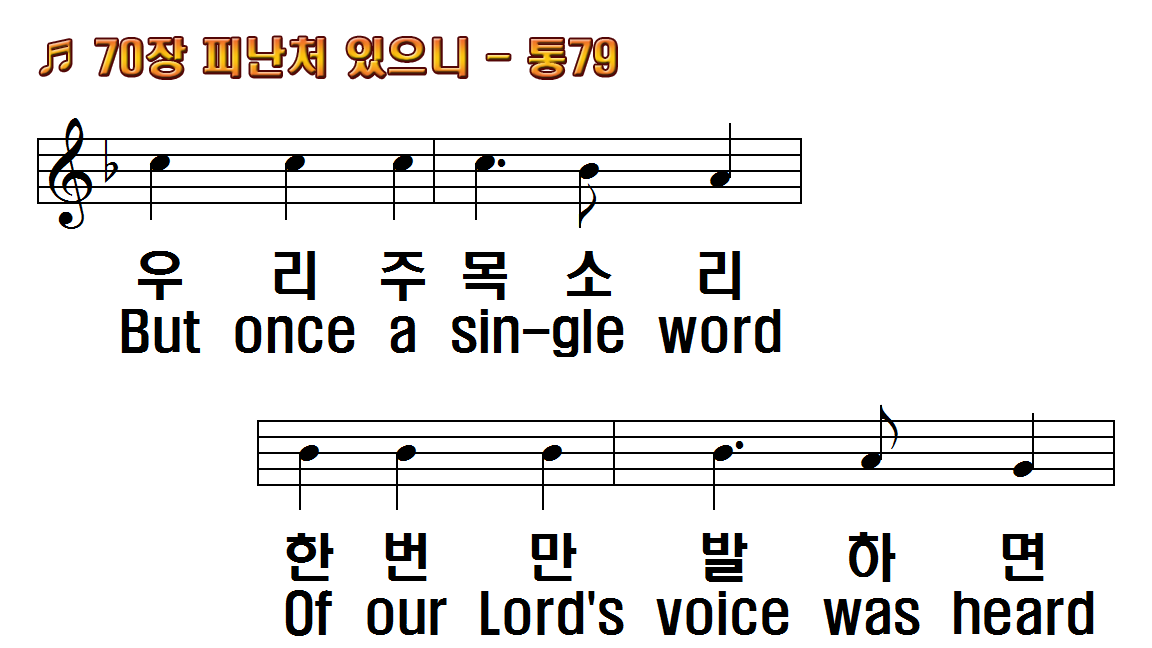 ♬ 70장 피난처 있으니 - 통79
우 리 주 목 소 리
But once a sin-gle word
한 번 만 발 하 면
Of our Lord's voice was heard